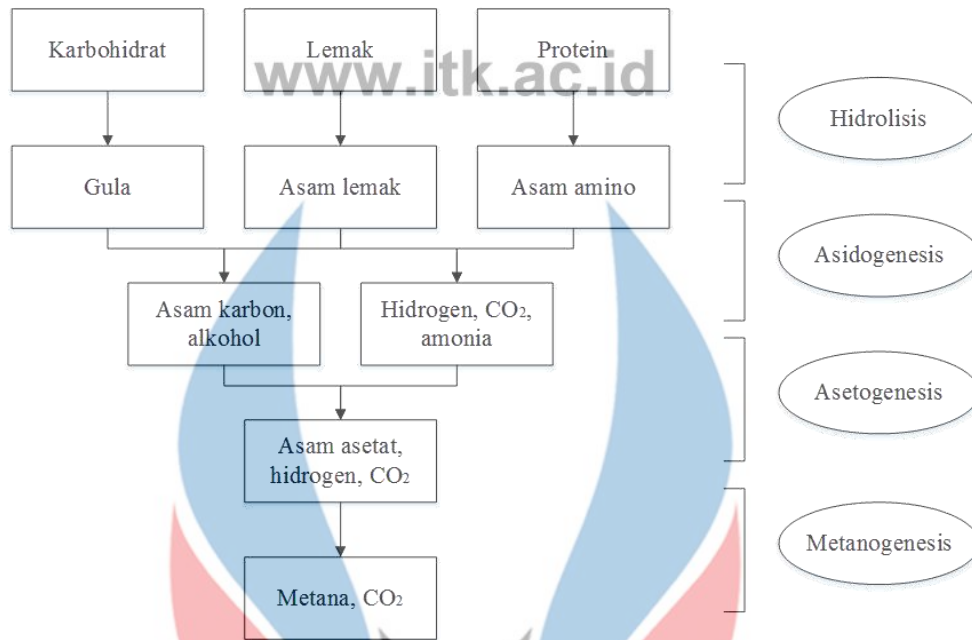 Karbohidrat
Lemak
Protein
www.itk.ac.id
Hidrolisis
Gula
Asam lemak
Asam amino
Asidogenesis
Asam karbon,
alkohol
Hidrogen, CO₂,
amonia
Asetogenesis
Asam asetat,
hidrogen, CO₂
Metanogenesis
Metana, CO₂